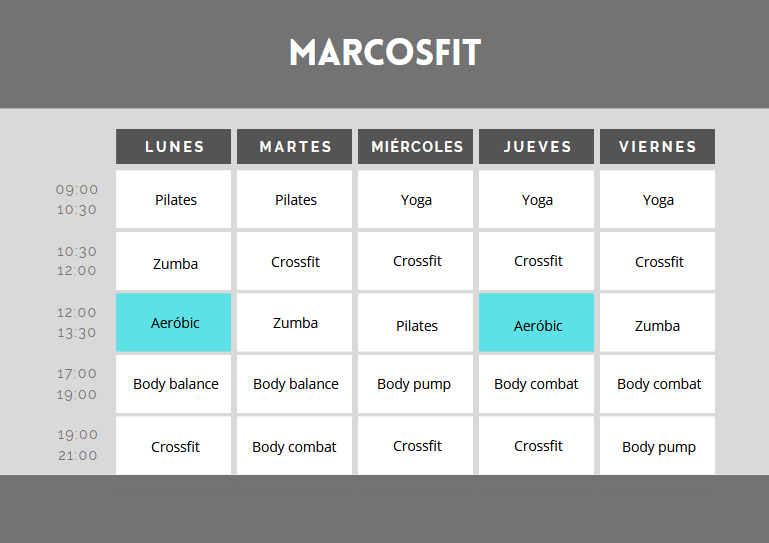 MARCOSFIT
LUNES MARTES MIÉRCOLES JUEVES VIERNES
09:00
10:30
Pilates Pilates Yoga Yoga Yoga
10:30
12:00
Zumba Crossfit Crossfit Crossfit Crossfit
12:00
13:30
Aeróbic Zumba Pilates Aeróbic Zumba
17:00
19:00
Body balance Body balance Body pump Body combat Body combat
19:00
21:00
Crossfit Body combat Crossfit Crossfit Body pump